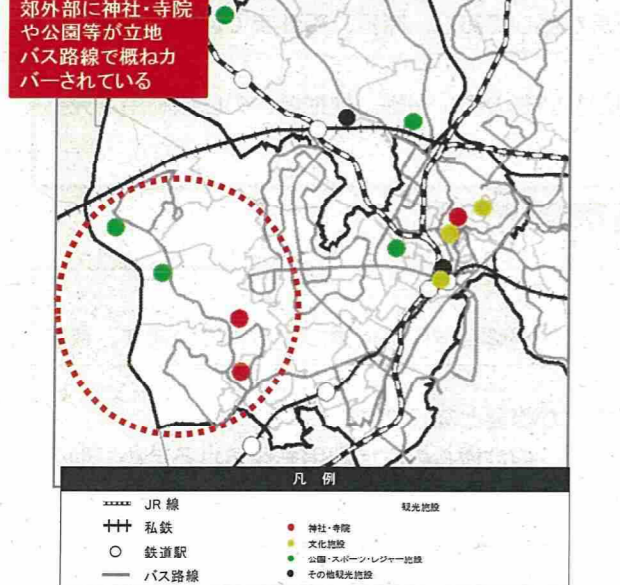 郊外部に神社・寺院
や公園等が立地
バス路線で概ねカ
バーされている
凡 例
JR 線
私鉄
鉄道駅
バス路線
観光施設
神社・寺院
文化施設
公園・スポーツ・レジャー施設
その他観光施設